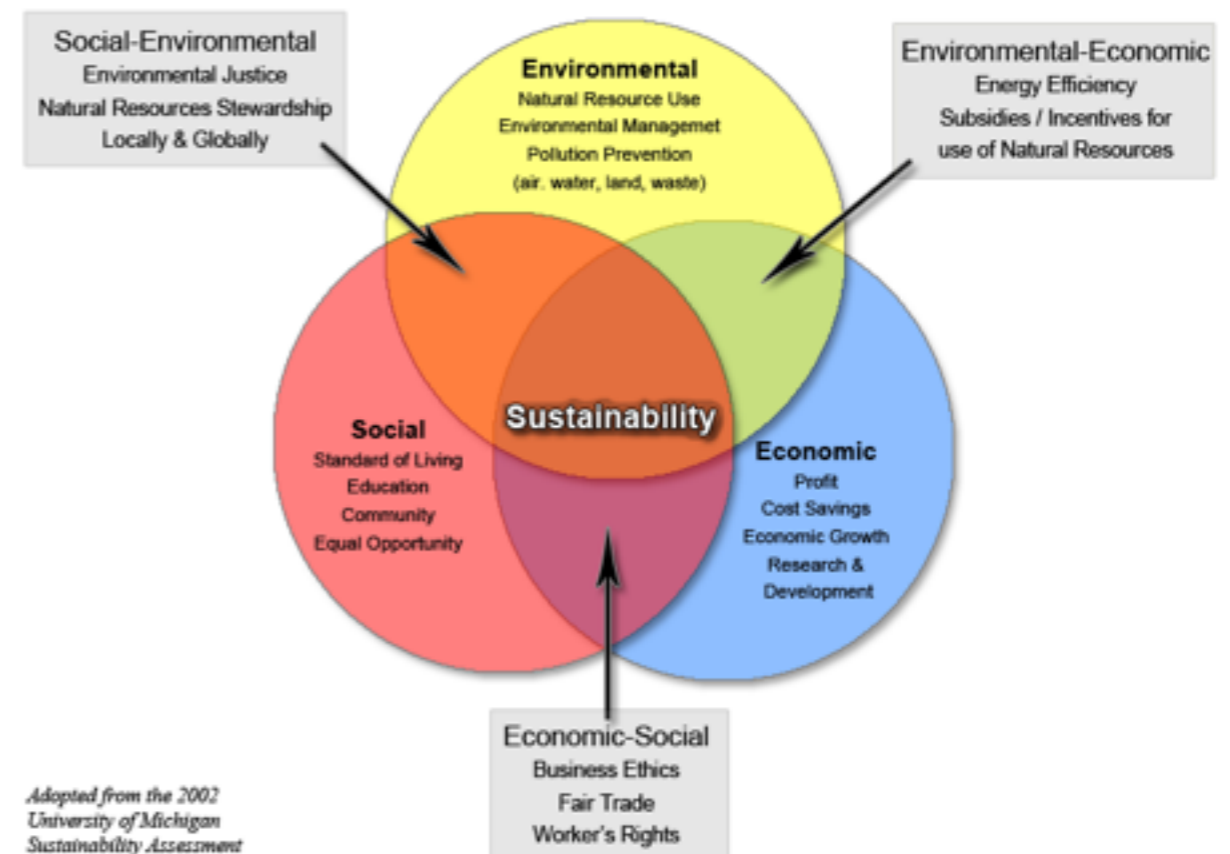 Social-Environmental
Environmental Justice
Natural Resources Stewardship
Locally & Globally
Environmental
Natural Resource Use
Environmental Managemet
Pollution Prevention
(air. water, land, waste)
Environmental-Economic
Energy Efficiency
Subsidies / Incentives for
use of Natural Resources
Sustainability
Social
Standard of Living
Education
Community
Equal Opportunity
Economic
Profit
Cost Savings
Economic Growth
Research &
Development
Economic-Social
Business Ethics
Fair Trade
Worker's Rights
Adopted from the 2002
University of Michigan
Sustainability Assessment